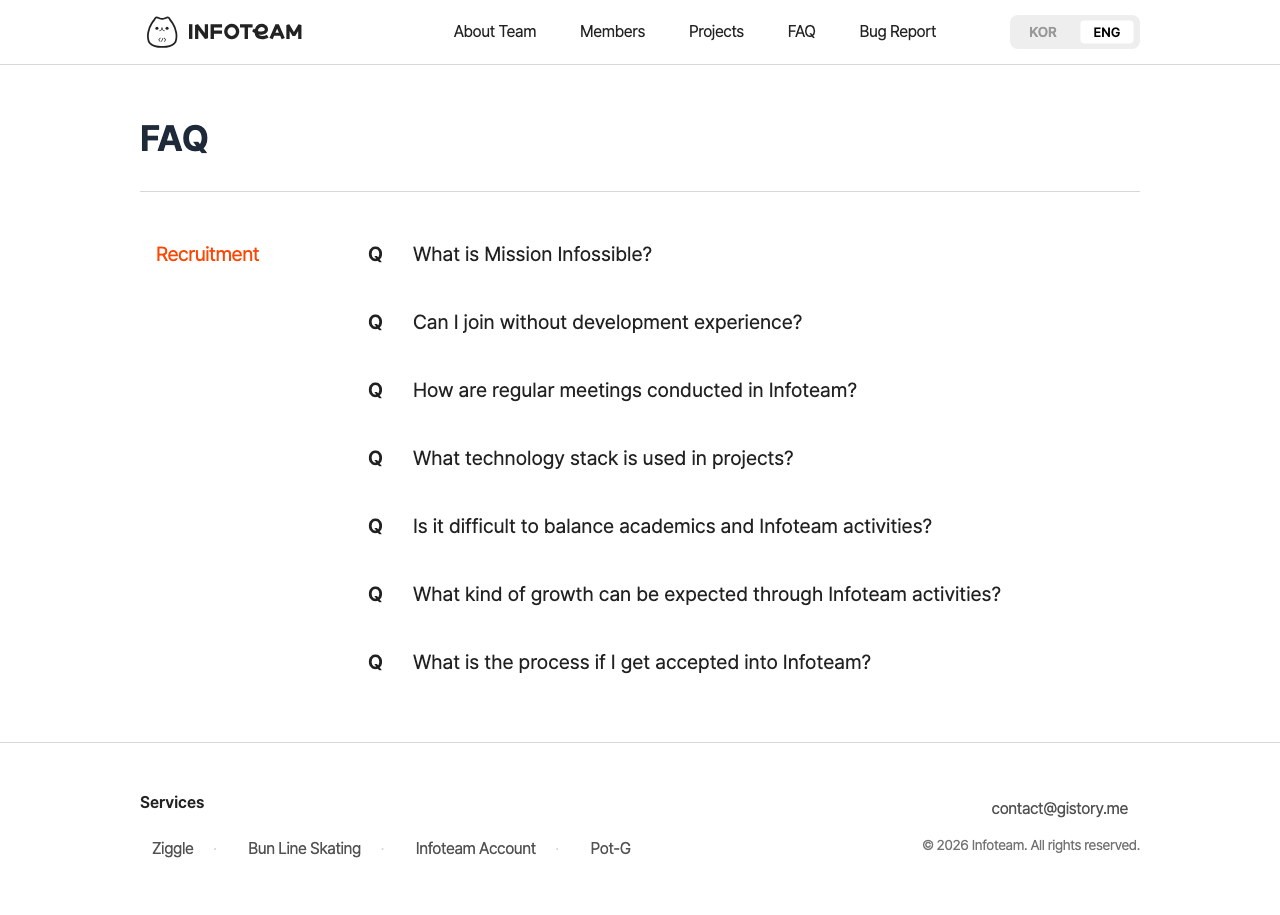 INFOTEAM
About Team
Members
Projects
FAQ
Bug Report
KOR
ENG
FAQ
Recruitment
Q What is Mission Infossible?
Q Can I join without development experience?
Q How are regular meetings conducted in Infoteam?
Q What technology stack is used in projects?
Q Is it difficult to balance academics and Infoteam activities?
Q What kind of growth can be expected through Infoteam activities?
Q What is the process if I get accepted into Infoteam?
Services
Ziggle · Bun Line Skating · Infoteam Account · Pot-G
contact@gistory.me
© 2026 Infoteam. All rights reserved.